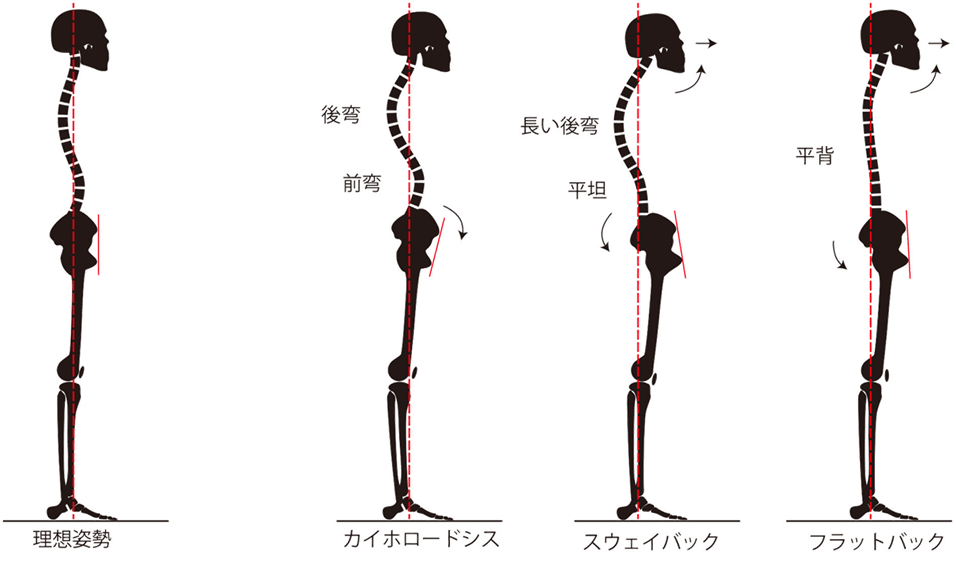 後弯
前弯
長い後弯
平坦
平背
理想姿勢
カイホロードシス
スウェイバック
フラットバック